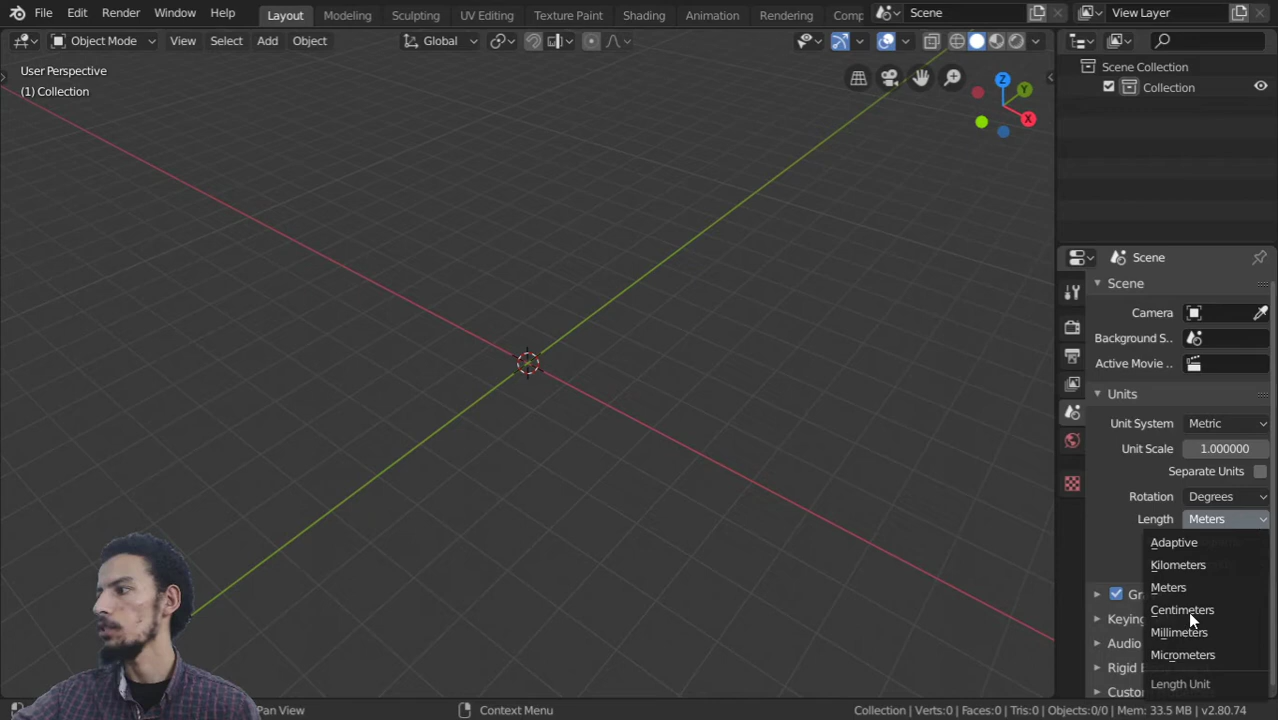 File Edit Render Window Help Layout Modeling Sculpting UV Editing Texture Paint Shading Animation Rendering Comp Scene View Layer
Object Mode View Select Add Object Global
User Perspective
(1) Collection
Z
Y
X
Scene Collection
Collection
Scene
Scene
Camera
Background S..
Active Movie ..
Units
Unit System Metric
Unit Scale 1.000000
Separate Units
Rotation Degrees
Length Meters
Adaptive
Kilometers
Meters
Centimeters
Millimeters
Micrometers
Length Unit
Gr
Keying
Audio
Rigid B
Custo
Pan View Context Menu Collection | Verts:0 | Faces:0 | Tris:0 | Objects:0/0 | Mem: 33.5 MB | v2.80.74